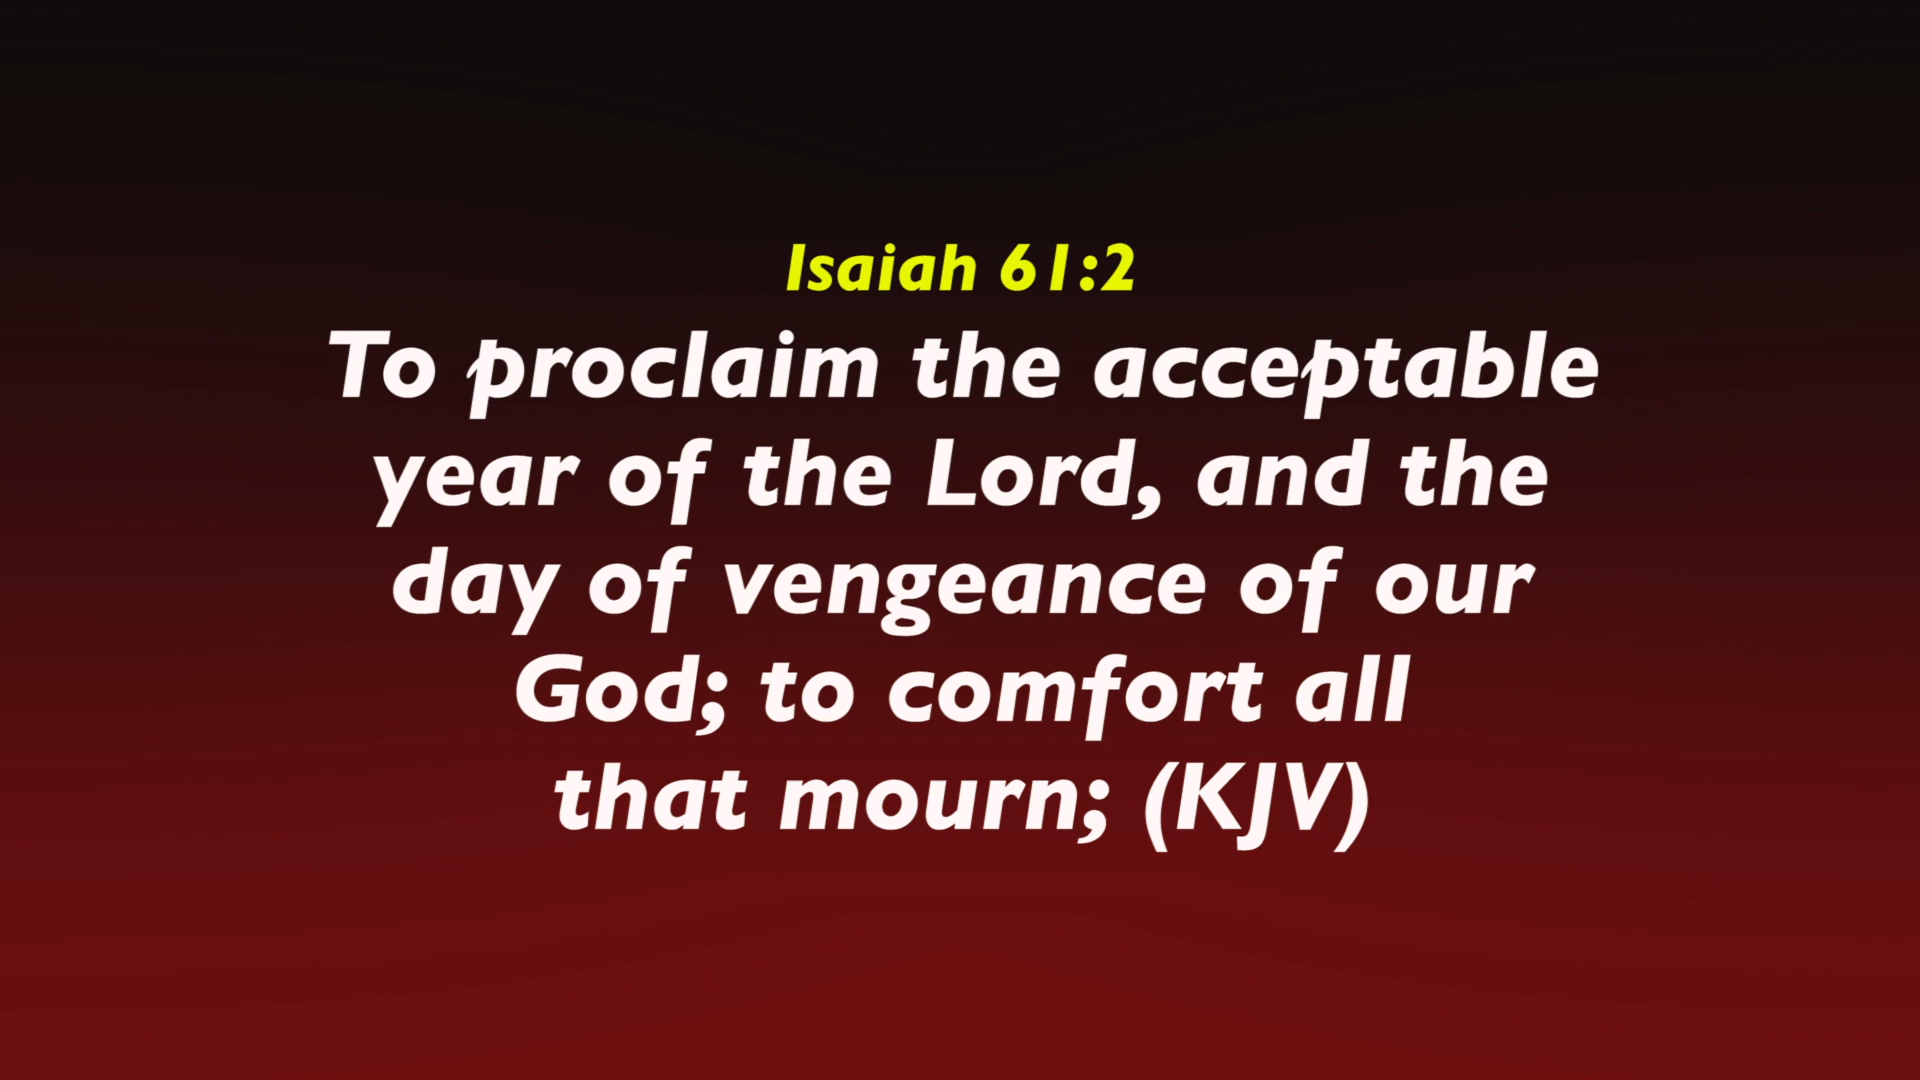 Isaiah 61:2
To proclaim the acceptable
year of the Lord, and the
day of vengeance of our
God; to comfort all
that mourn; (KJV)